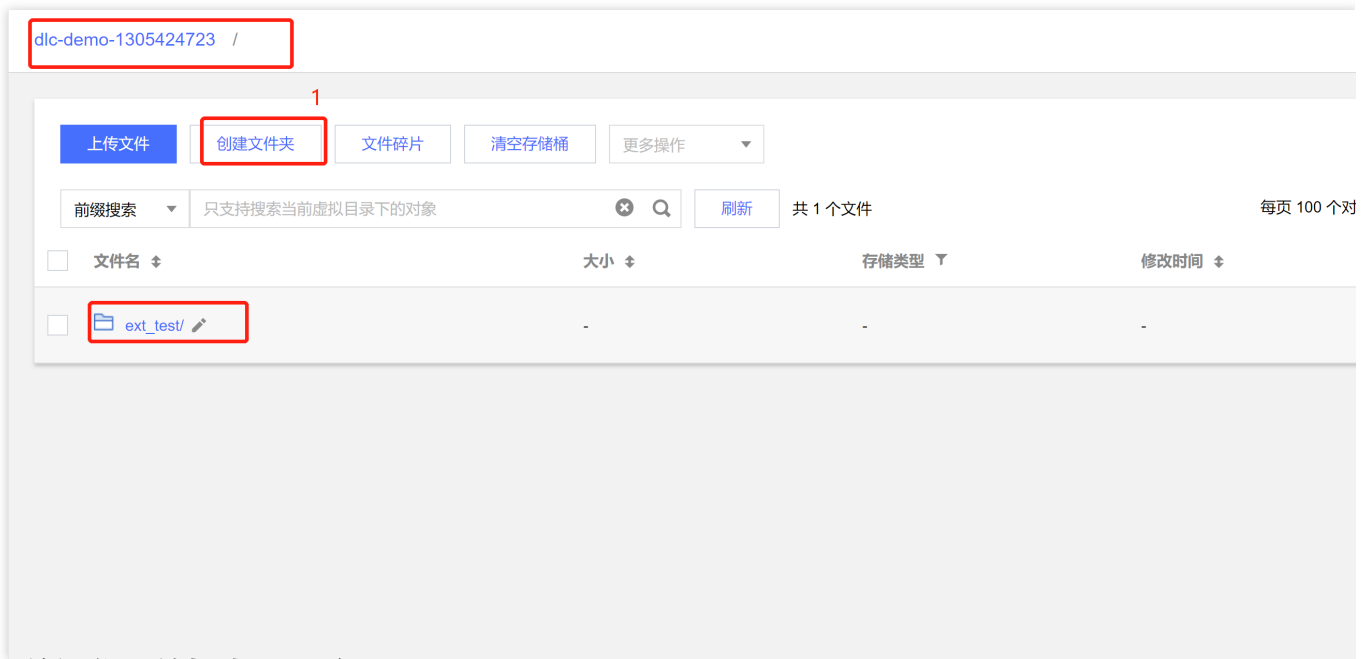 dlc-demo-1305424723 /
1
上传文件 创建文件夹 文件碎片 清空存储桶 更多操作
前缀搜索 只支持搜索当前虚拟目录下的对象 刷新 共 1 个文件 每页 100 个对
文件名 大小 存储类型 修改时间
ext_test/ - - -